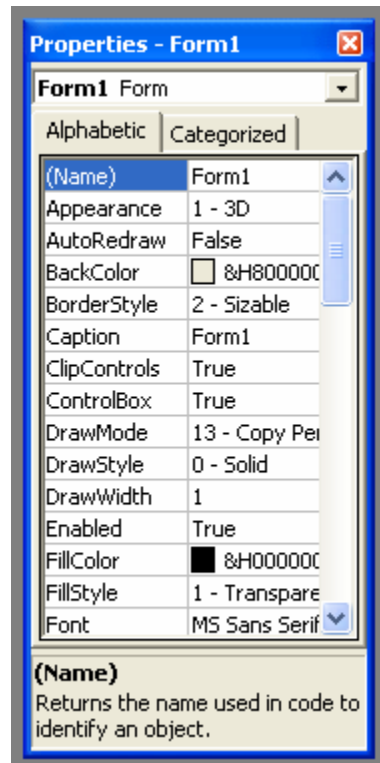 Properties - Form1
Form1 Form
Alphabetic Categorized
(Name) Form1
Appearance 1 - 3D
AutoRedraw False
BackColor &H800000
BorderStyle 2 - Sizable
Caption Form1
ClipControls True
ControlBox True
DrawMode 13 - Copy Pe
DrawStyle 0 - Solid
DrawWidth 1
Enabled True
FillColor &H000000
FillStyle 1 - Transpare
Font MS Sans Serif
(Name)
Returns the name used in code to
identify an object.